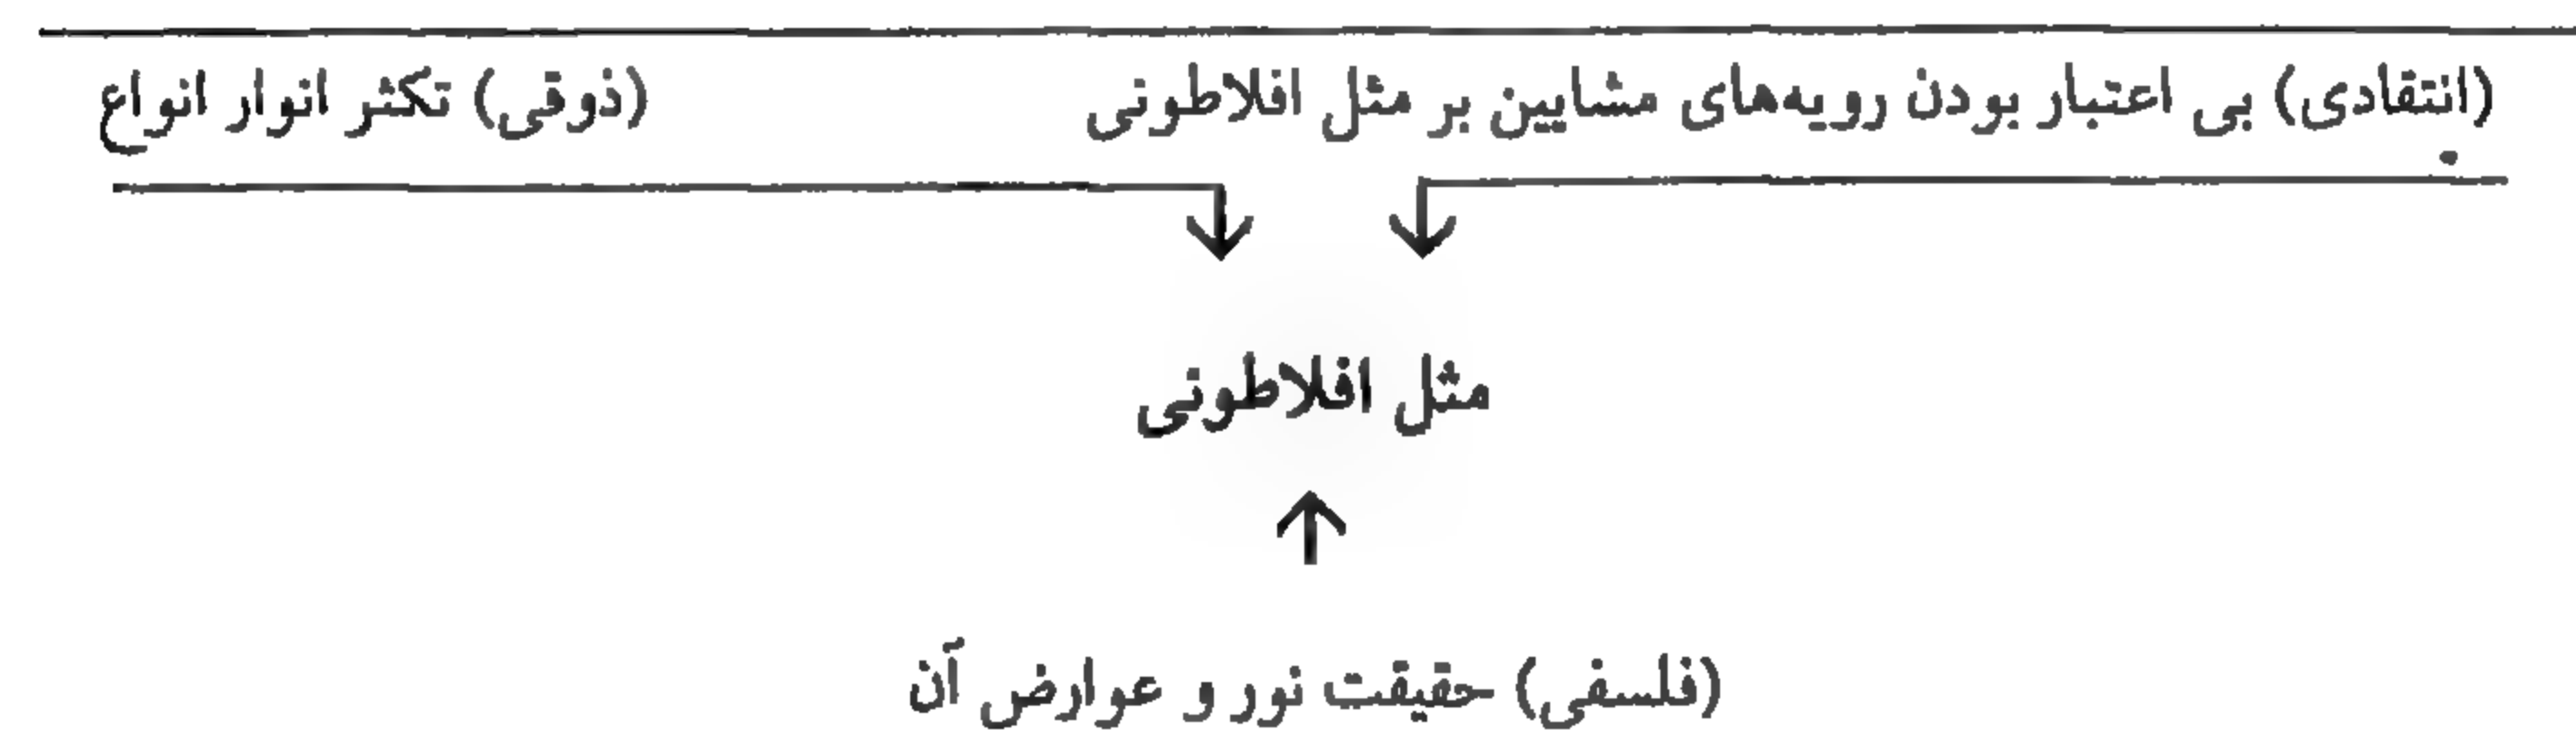 (انتقادی) بی اعتبار بودن رویه‌های مشایین بر مثل افلاطونی
(ذوقی) تکثر انوار انواع
مثل افلاطونی
(فلسفی) حقیقت نور و عوارض آن